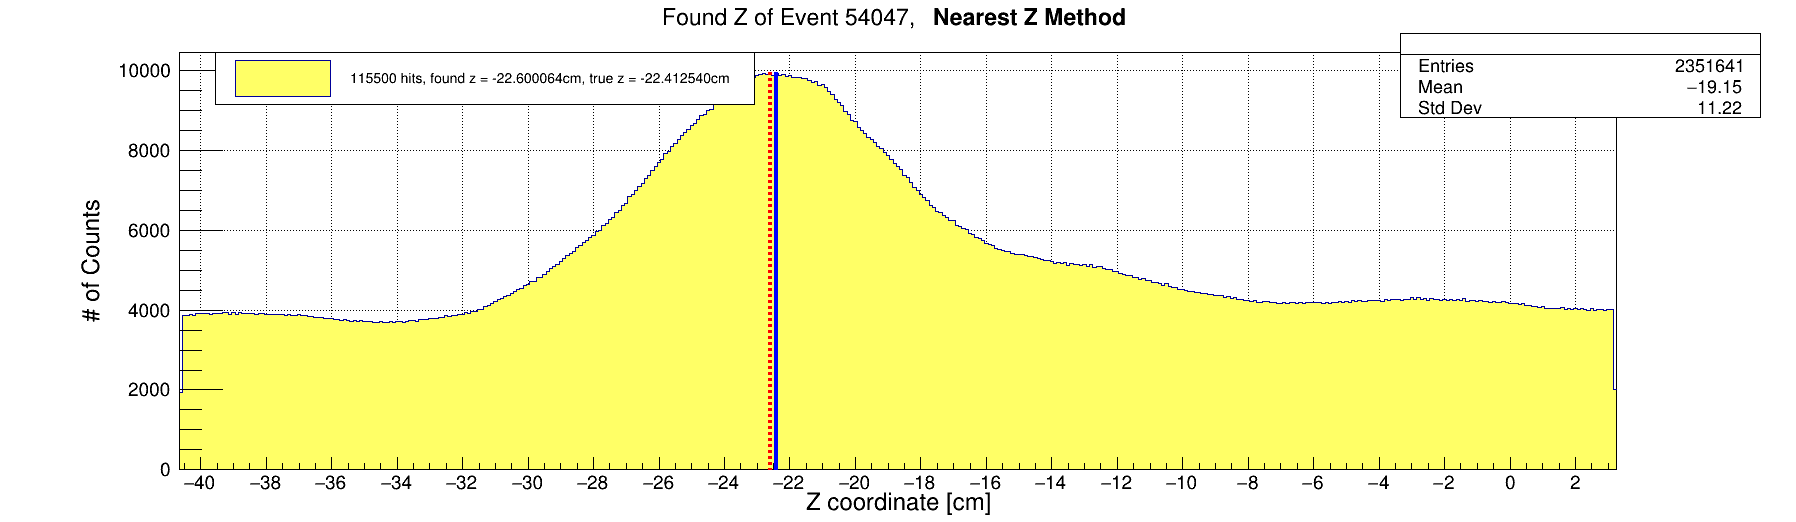 Found Z of Event 54047, Nearest Z Method
115500 hits, found z = -22.600064cm, true z = -22.412540cm
Entries 2351641
Mean −19.15
Std Dev 11.22
# of Counts
10000
8000
6000
4000
2000
0
−40 −38 −36 −34 −32 −30 −28 −26 −24 −22 −20 −18 −16 −14 −12 −10 −8 −6 −4 −2 0 2
Z coordinate [cm]